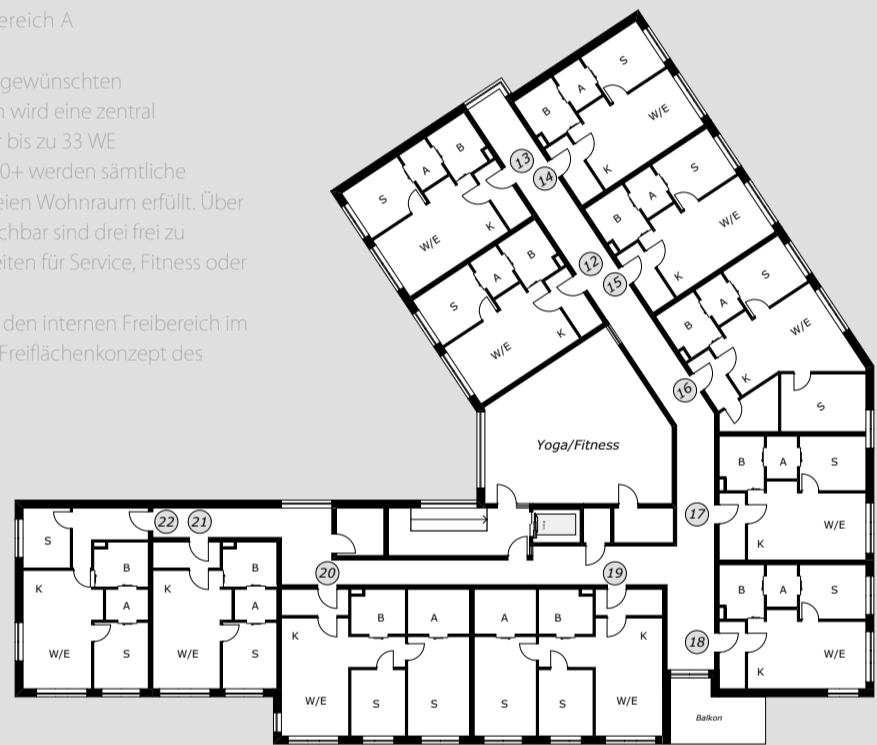 ereich A
gewünschten
n wird eine zentral
r bis zu 33 WE
0+ werden sämtliche
eien Wohnraum erfüllt. Über
chbar sind drei frei zu
eiten für Service, Fitness oder
den internen Freibereich im
Freiflächenkonzept des
S
A
B
W/E
K
13
14
B
A
S
W/E
K
S
A
B
W/E
K
12
15
B
A
S
W/E
K
B
A
S
W/E
K
16
S
Yoga/Fitness
B
A
S
17
K
W/E
22
21
S
B
B
20
19
K
K
A
A
B
A
S
W/E
S
W/E
S
B
A
A
B
K
K
18
K
W/E
W/E
S
S
S
S
W/E
Balkon